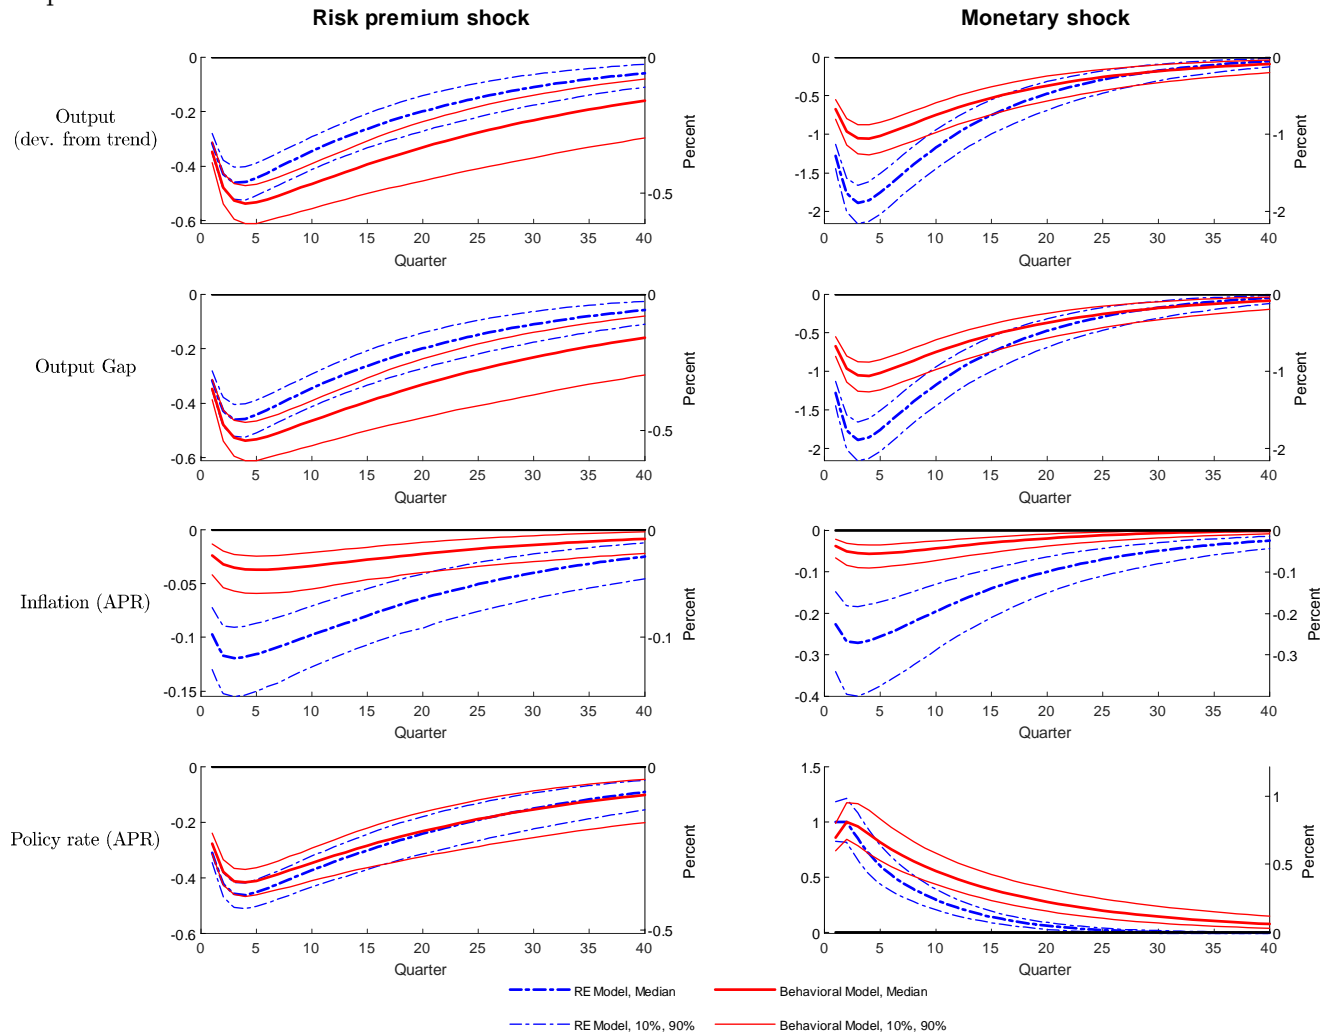 Risk premium shock
Monetary shock
Output
(dev. from trend)
0
-0.2
-0.4
-0.6
0
-0.5
Percent
0 5 10 15 20 25 30 35 40
Quarter
0
-0.5
-1
-1.5
-2
0
-1
-2
Percent
0 5 10 15 20 25 30 35 40
Quarter
Output Gap
0
-0.2
-0.4
-0.6
0
-0.5
Percent
0 5 10 15 20 25 30 35 40
Quarter
0
-0.5
-1
-1.5
-2
0
-1
-2
Percent
0 5 10 15 20 25 30 35 40
Quarter
Inflation (APR)
0
-0.05
-0.1
-0.15
0
-0.1
Percent
0 5 10 15 20 25 30 35 40
Quarter
0
-0.1
-0.2
-0.3
-0.4
0
-0.1
-0.2
-0.3
Percent
0 5 10 15 20 25 30 35 40
Quarter
Policy rate (APR)
0
-0.2
-0.4
-0.6
0
-0.5
Percent
0 5 10 15 20 25 30 35 40
Quarter
1.5
1
0.5
0
1
0.5
0
Percent
0 5 10 15 20 25 30 35 40
Quarter
RE Model, Median
Behavioral Model, Median
RE Model, 10%, 90%
Behavioral Model, 10%, 90%